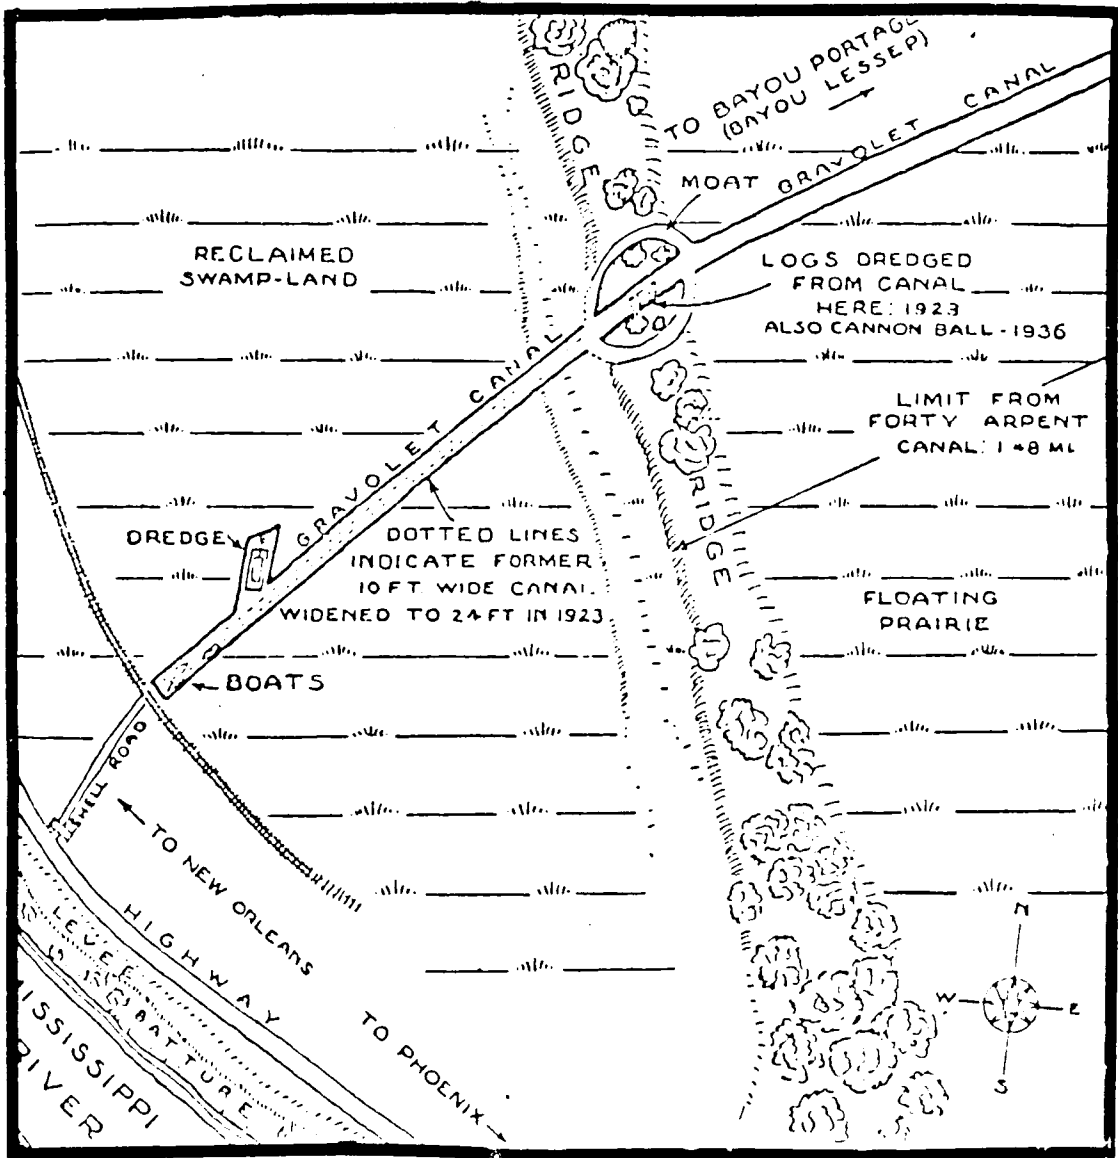 RIDGE
TO BAYOU PORTAGE
(BAYOU LESSEP)
GRAVOLET CANAL
MOAT
RECLAIMED
SWAMP-LAND
LOGS DREDGED
FROM CANAL
HERE: 1923
ALSO CANNON BALL - 1936
GRAVOLET CANAL
LIMIT FROM
FORTY ARPENT
CANAL:
RIDGE
DREDGE
DOTTED LINES
INDICATE FORMER
10 FT. WIDE CANAL.
WIDENED TO 24 FT IN 1923
FLOATING
PRAIRIE
BOATS
SHELL ROAD
TO NEW ORLEANS
HIGHWAY
LEVEE
BATTURE
MISSISSIPPI
RIVER
TO PHOENIX
N
W
E
S